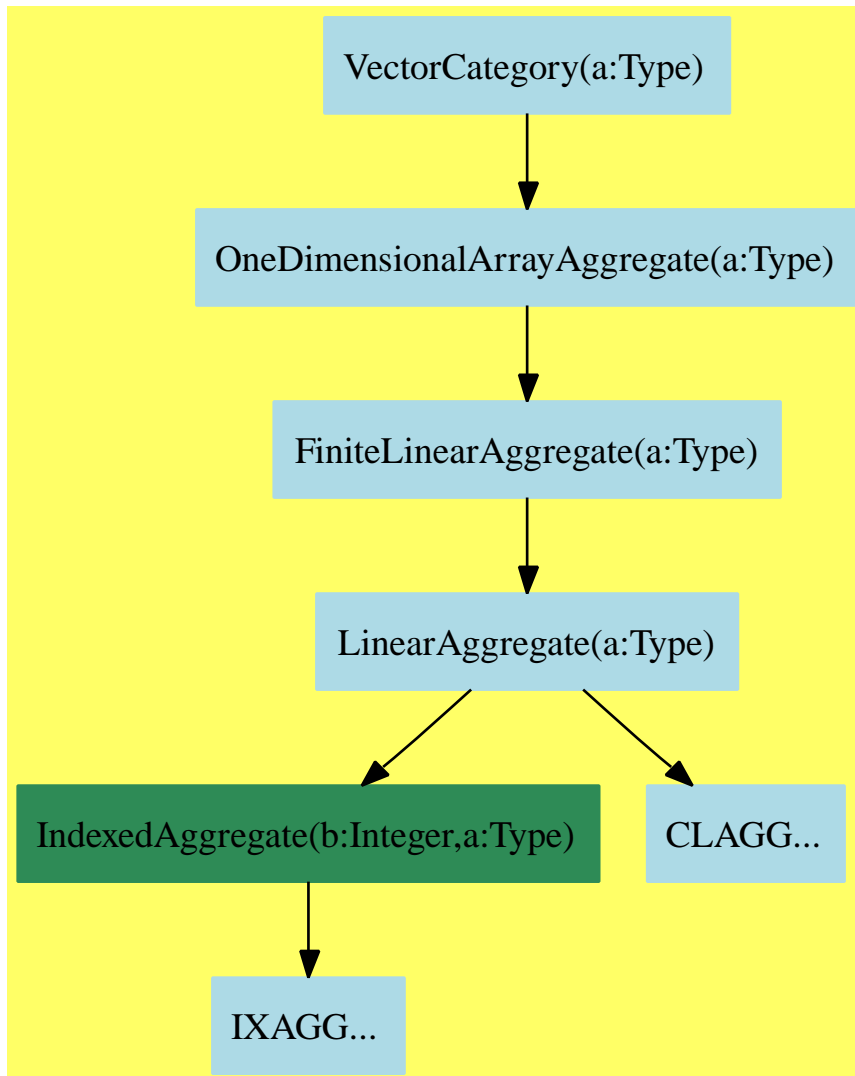 VectorCategory(a:Type)
OneDimensionalArrayAggregate(a:Type)
FiniteLinearAggregate(a:Type)
LinearAggregate(a:Type)
IndexedAggregate(b:Integer,a:Type)
CLAGG...
IXAGG...